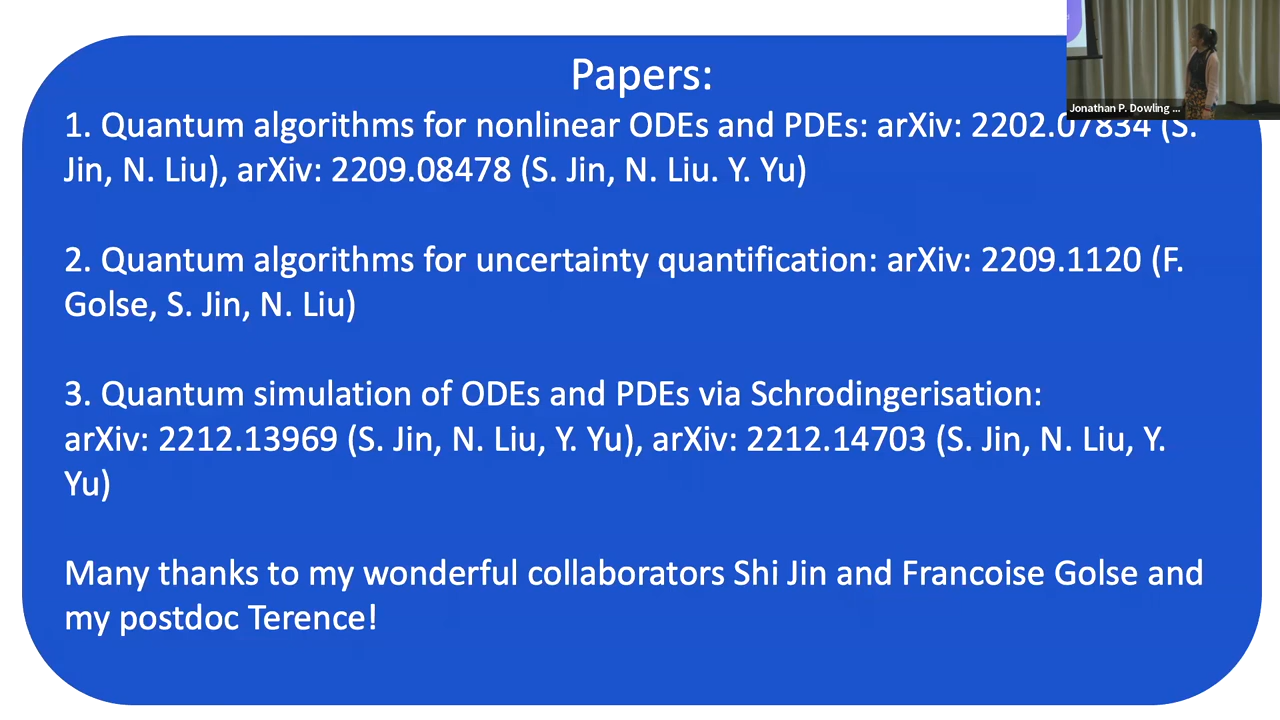 Papers:
1. Quantum algorithms for nonlinear ODEs and PDEs: arXiv: 2202.07834 (S.
Jin, N. Liu), arXiv: 2209.08478 (S. Jin, N. Liu. Y. Yu)
2. Quantum algorithms for uncertainty quantification: arXiv: 2209.1120 (F.
Golse, S. Jin, N. Liu)
3. Quantum simulation of ODEs and PDEs via Schrodingerisation:
arXiv: 2212.13969 (S. Jin, N. Liu, Y. Yu), arXiv: 2212.14703 (S. Jin, N. Liu, Y.
Yu)
Many thanks to my wonderful collaborators Shi Jin and Francoise Golse and
my postdoc Terence!
Jonathan P. Dowling ...